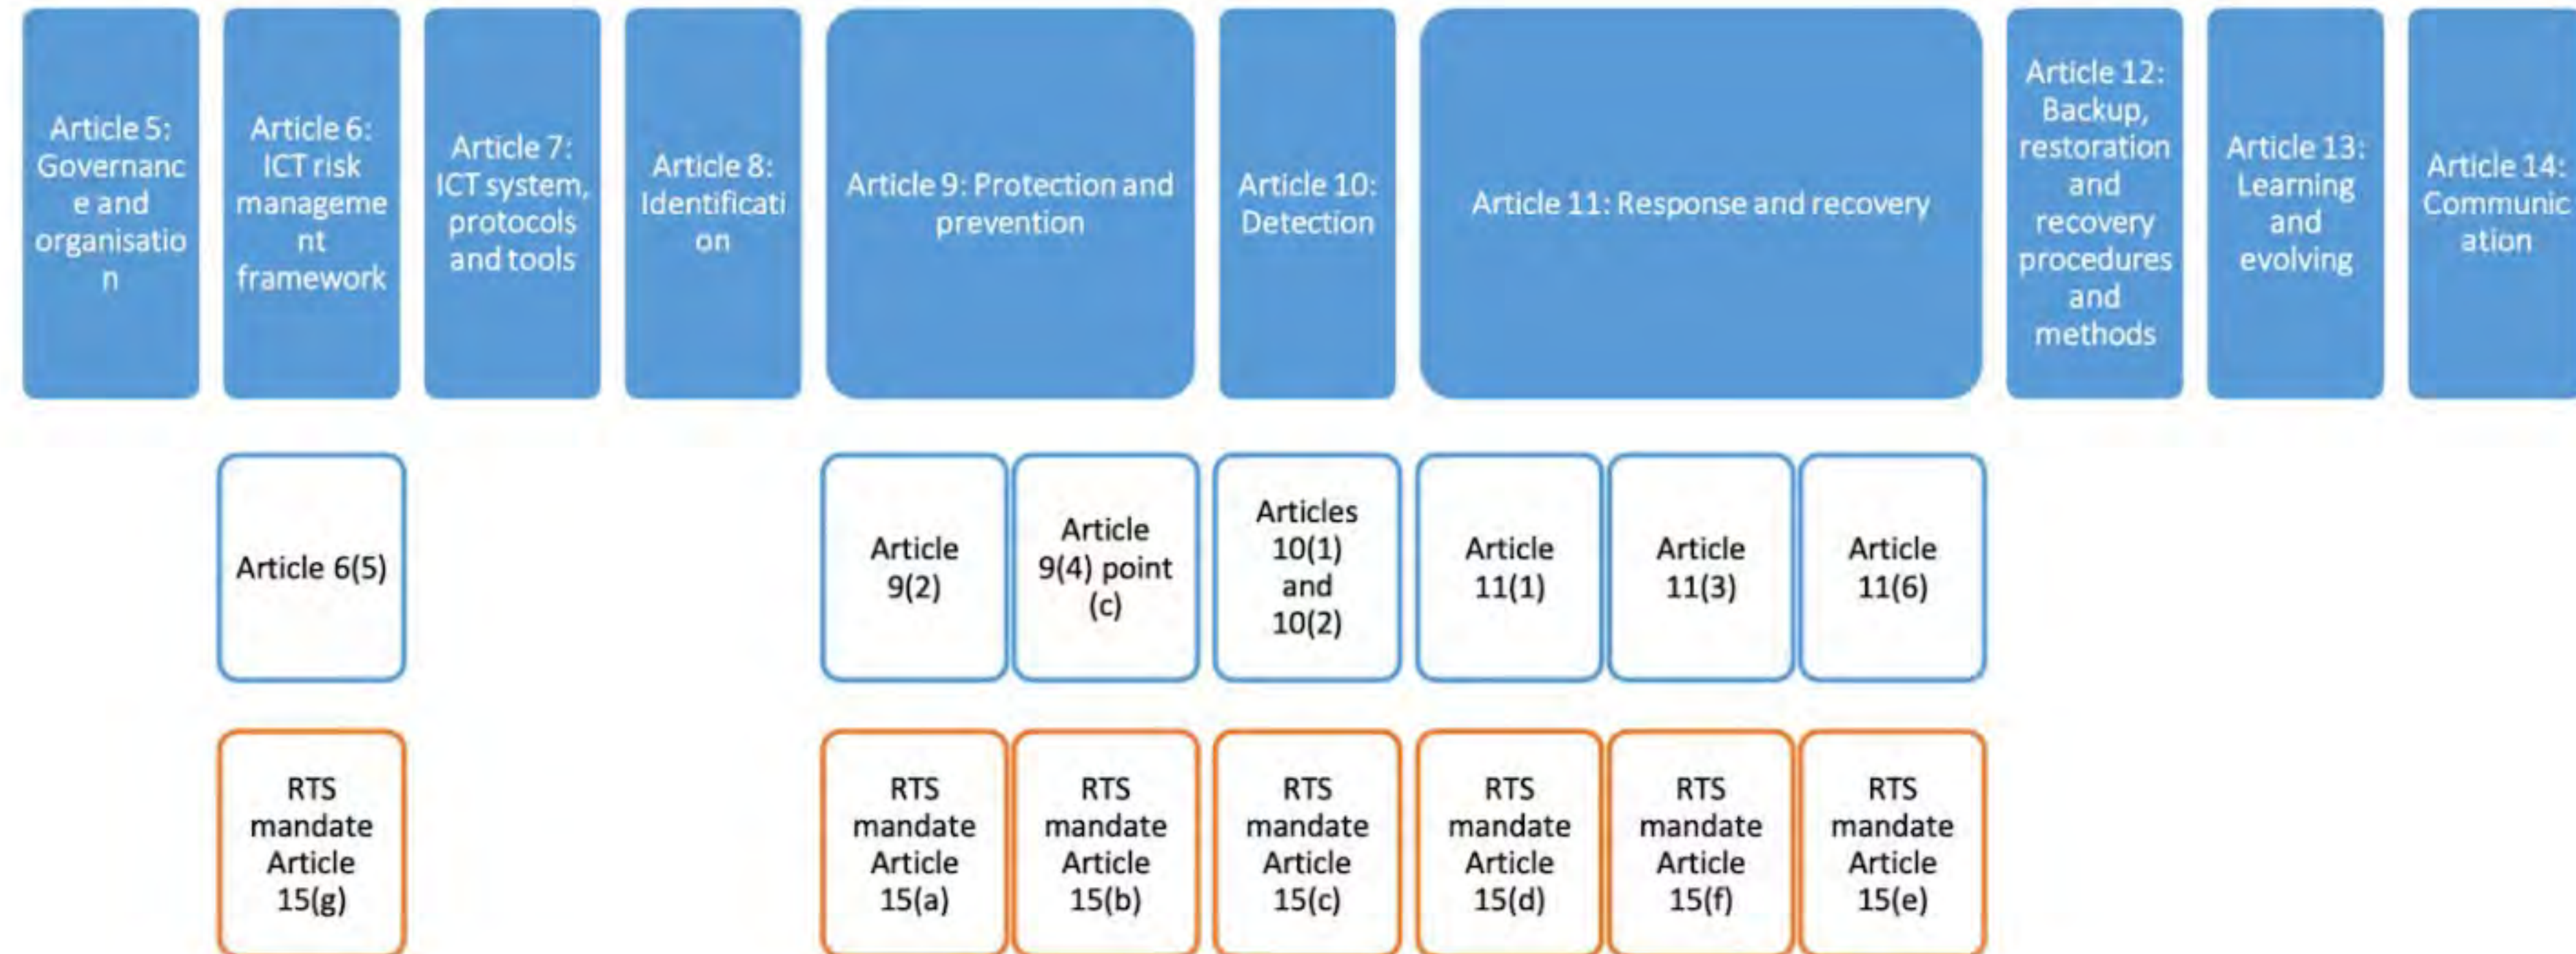 Article 5:
Governanc
e and
organisatio
n
Article 6:
ICT risk
manageme
nt
framework
Article 7:
ICT system,
protocols
and tools
Article 8:
Identificati
on
Article 9: Protection and
prevention
Article 10:
Detection
Article 11: Response and recovery
Article 12:
Backup,
restoration
and
recovery
procedures
and
methods
Article 13:
Learning
and
evolving
Article 14:
Communic
ation
Article 6(5)
Article
9(2)
Article
9(4) point
(c)
Articles
10(1)
and
10(2)
Article
11(1)
Article
11(3)
Article
11(6)
RTS
mandate
Article
15(g)
RTS
mandate
Article
15(a)
RTS
mandate
Article
15(b)
RTS
mandate
Article
15(c)
RTS
mandate
Article
15(d)
RTS
mandate
Article
15(f)
RTS
mandate
Article
15(e)